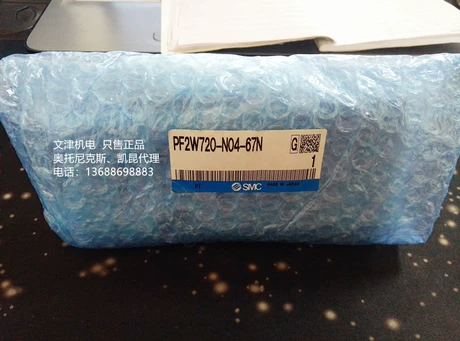 文津机电 只售正品
奥托尼克斯、凯昆代理
电话：13688698883
PF2W720-N04-67N
G
1
SMC
MADE IN JAPAN